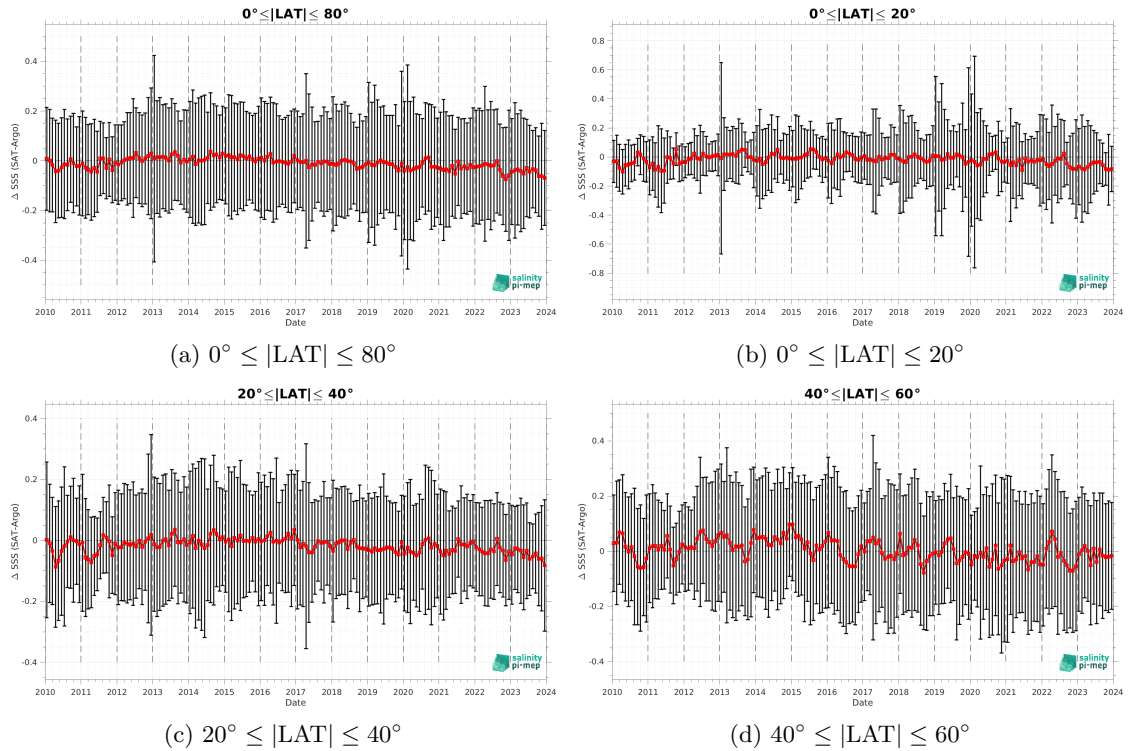 0°≤|LAT|≤ 80°
Δ SSS (SAT-Argo)
0.4
0.2
0
-0.2
-0.4
2010 2011 2012 2013 2014 2015 2016 2017 2018 2019 2020 2021 2022 2023 2024
Date
salinity
pi-mep
(a) 0° ≤ |LAT| ≤ 80°
0°≤|LAT|≤ 20°
Δ SSS (SAT-Argo)
0.8
0.6
0.4
0.2
0
-0.2
-0.4
-0.6
-0.8
2010 2011 2012 2013 2014 2015 2016 2017 2018 2019 2020 2021 2022 2023 2024
Date
salinity
pi-mep
(b) 0° ≤ |LAT| ≤ 20°
20°≤|LAT|≤ 40°
Δ SSS (SAT-Argo)
0.4
0.2
0
-0.2
-0.4
2010 2011 2012 2013 2014 2015 2016 2017 2018 2019 2020 2021 2022 2023 2024
Date
salinity
pi-mep
(c) 20° ≤ |LAT| ≤ 40°
40°≤|LAT|≤ 60°
Δ SSS (SAT-Argo)
0.4
0.2
0
-0.2
-0.4
2010 2011 2012 2013 2014 2015 2016 2017 2018 2019 2020 2021 2022 2023 2024
Date
salinity
pi-mep
(d) 40° ≤ |LAT| ≤ 60°